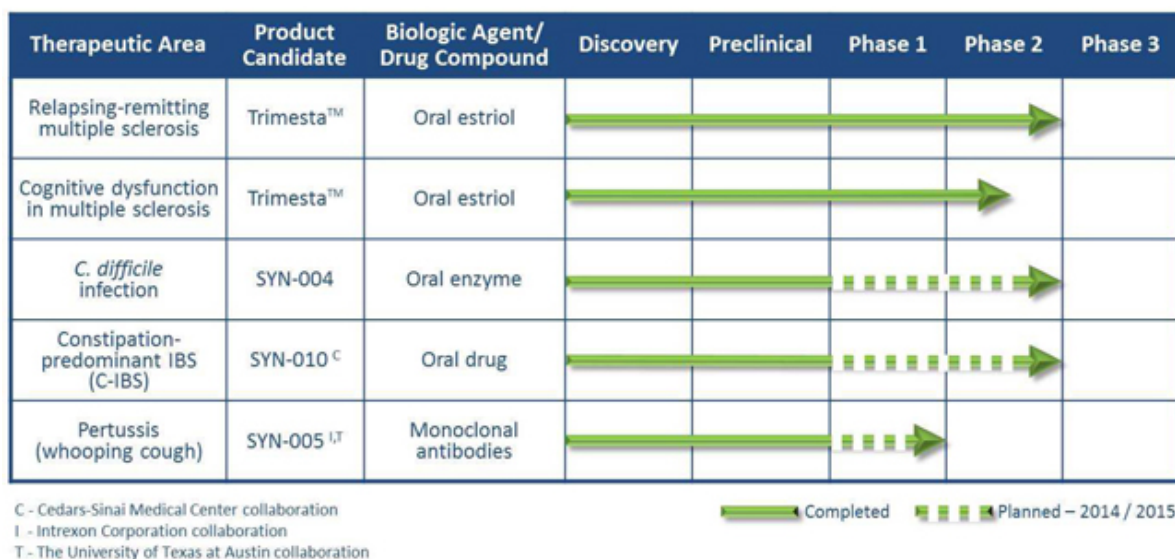 Therapeutic Area
Product
Candidate
Biologic Agent/
Drug Compound
Discovery
Preclinical
Phase 1
Phase 2
Phase 3
Relapsing-remitting
multiple sclerosis
Trimesta™
Oral estriol
Cognitive dysfunction
in multiple sclerosis
Trimesta™
Oral estriol
C. difficile
infection
SYN-004
Oral enzyme
Constipation-
predominant IBS
(C-IBS)
SYN-010 C
Oral drug
Pertussis
(whooping cough)
SYN-005 I,T
Monoclonal
antibodies
C - Cedars-Sinai Medical Center collaboration
I - Intrexon Corporation collaboration
T - The University of Texas at Austin collaboration
Completed
Planned – 2014 / 2015